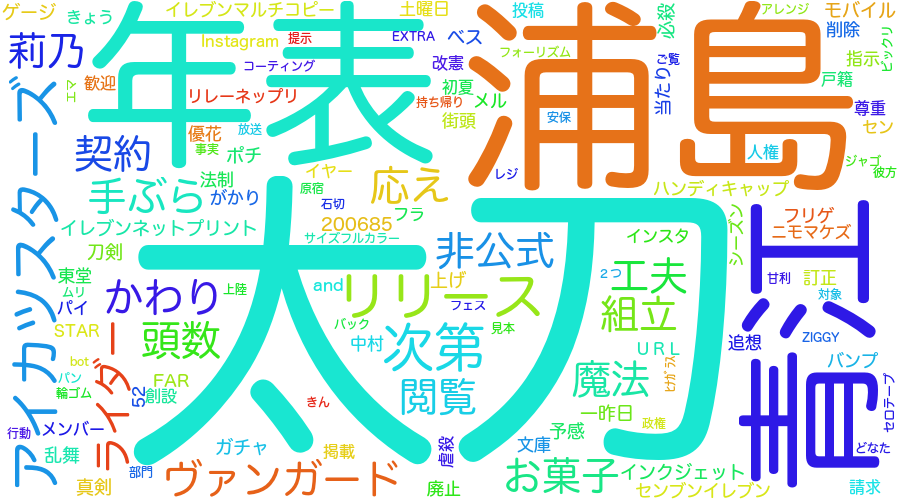 ゲージ
きょう
イレブンマルチコピー
土曜日
投稿
必殺
アレンジ
モバイル
莉乃
年表
Instagram
提示
EXTRA
ベス
浦島
削除
ビックリ
コーティング
フォーリズム
改憲
ご覧
指示
エマ
歓迎
リレーネップリ
持ち帰り
初夏
メル
当たり
戸籍
尊重
アイカツスターズ
優花
放送
街頭
安保
セン
契約
事実
ポチ
人権
ジャゴ
彼方
手ぶら
法制
がかり
原宿
イヤー
応え
レジ
ハンディキャップ
石切
イレブンネットプリント
200685
フラ
太刀
シーズン
フリゲ
ニモマケズ
刀剣
サイズフルカラー
非公式
インスタ
清江
東堂
ムリ
パイ
かわり
上陸
and
リリース
上げ
2つ
工夫
甘利
訂正
対象
フェス
組立
STAR
ライダー
頭数
バック
中村
次第
見本
URL
追想
ZIGGY
バンプ
bot
パン
輪ゴム
FAR
創設
52
閲覧
魔法
ﾋﾅｶﾞﾗｽ
セロテープ
きん
一昨日
行動
メンバー
予感
政権
乱舞
部門
ガチャ
掲載
虐殺
文庫
どなた
真剣
ヴァンガード
廃止
お菓子
インクジェット
センブンイレブン
請求